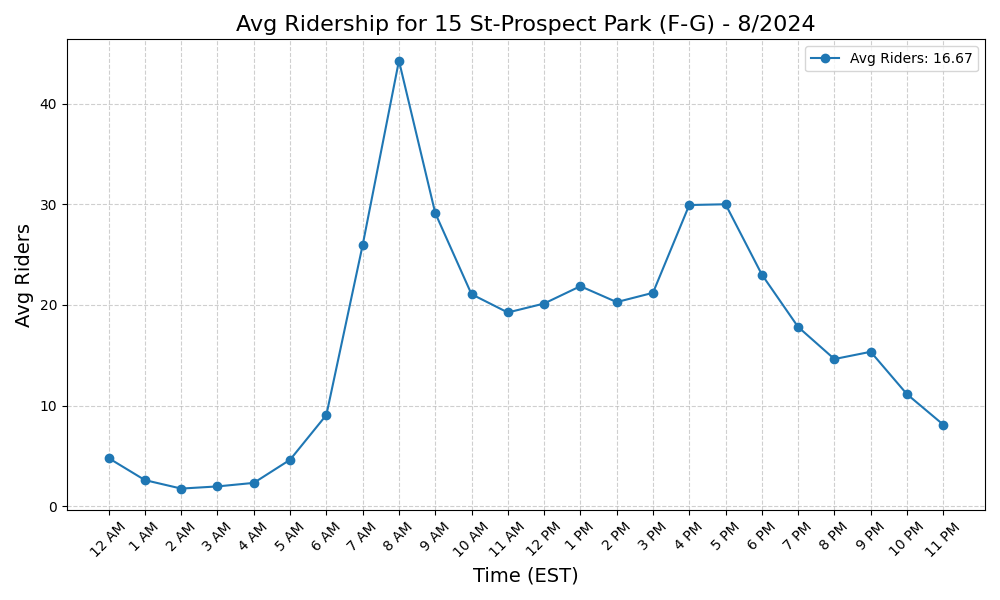 Avg Ridership for 15 St-Prospect Park (F-G) - 8/2024
Avg Riders: 16.67
Avg Riders
40
30
20
10
0
12 AM
1 AM
2 AM
3 AM
4 AM
5 AM
6 AM
7 AM
8 AM
9 AM
10 AM
11 AM
12 PM
1 PM
2 PM
3 PM
4 PM
5 PM
6 PM
7 PM
8 PM
9 PM
10 PM
11 PM
Time (EST)